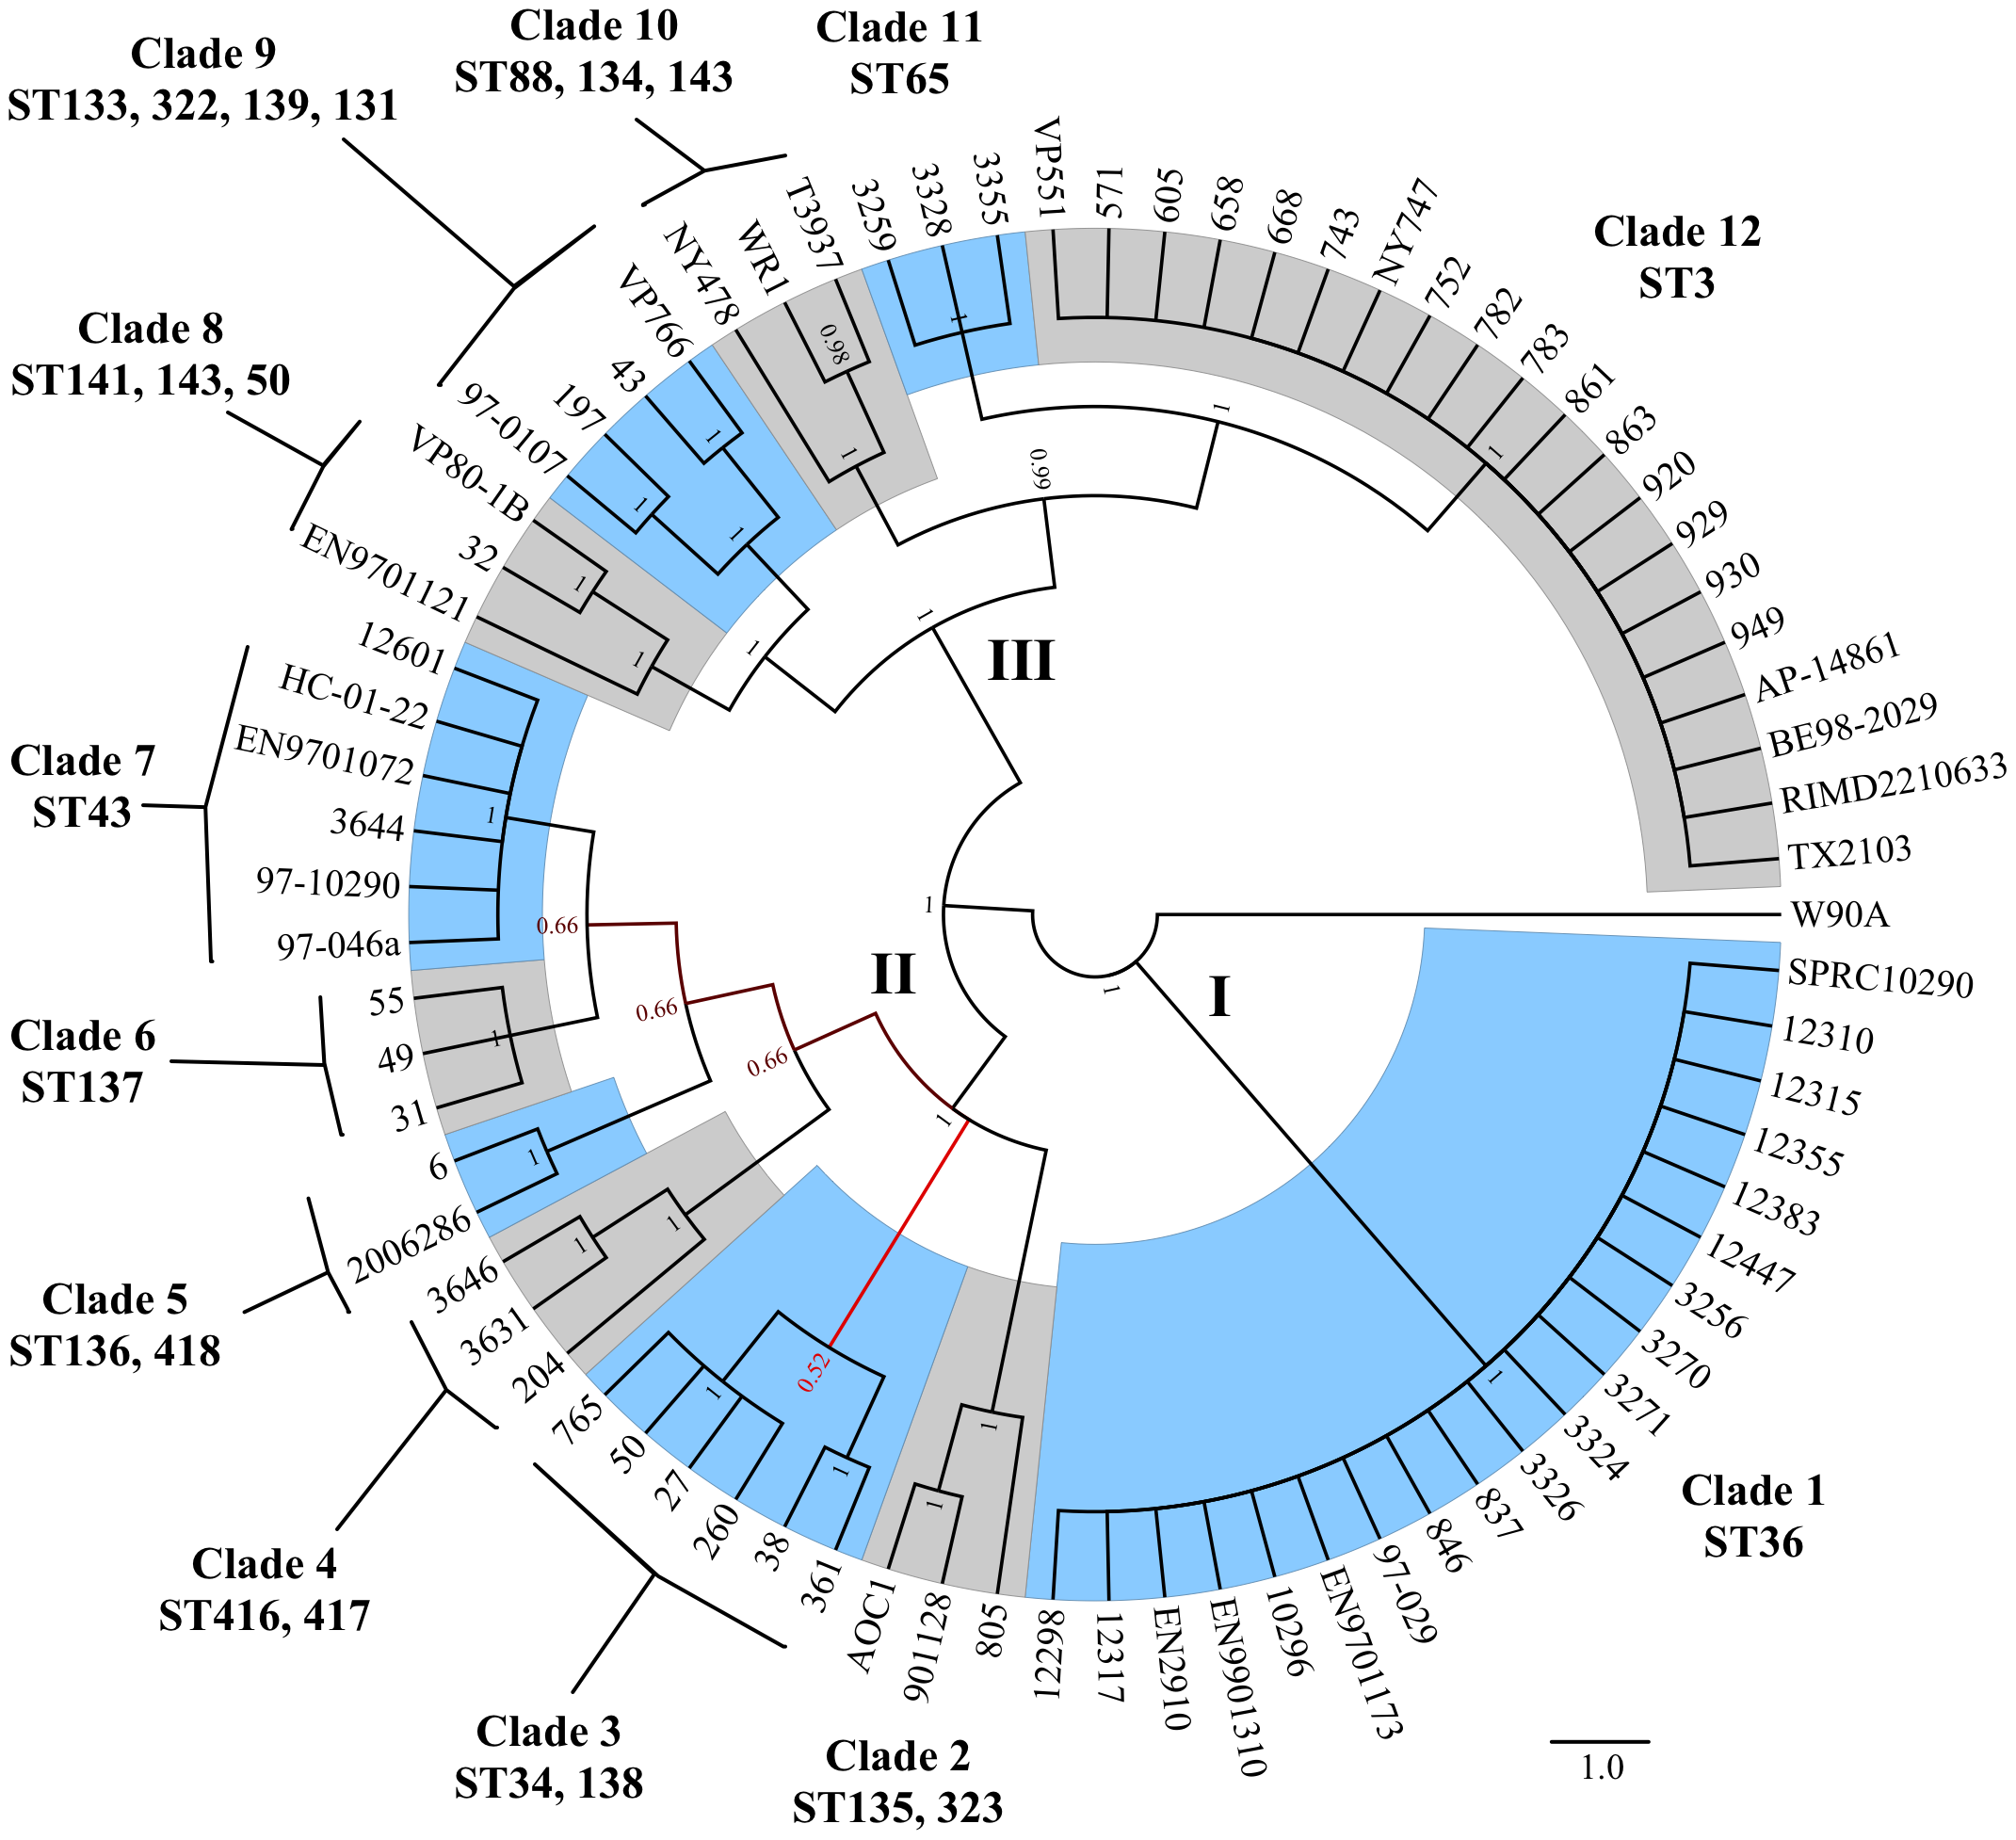 Clade 10
ST88, 134, 143
Clade 11
ST65
Clade 9
ST133, 322, 139, 131
Clade 12
ST3
Clade 8
ST141, 143, 50
Clade 7
ST43
Clade 6
ST137
Clade 5
ST136, 418
Clade 4
ST416, 417
Clade 3
ST34, 138
Clade 2
ST135, 323
Clade 1
ST36
I
II
III
VP551
571
605
658
668
743
NY747
752
782
783
861
863
920
929
930
949
AP-14861
BE98-2029
RIMD2210633
TX2103
W90A
SPRC10290
12310
12315
12355
12383
12447
3256
3270
3271
3324
3326
837
846
97-029
EN9701173
10296
EN9901310
EN2910
12317
12298
805
901128
AOC1
361
38
260
27
50
765
204
3631
3646
2006286
6
31
49
55
97-046a
97-10290
3644
EN9701072
HC-01-22
12601
EN9701121
32
VP80-1B
97-0107
197
43
VP766
NY478
WR1
T3937
3259
3328
3355
0.98
1
1
1
1
0.99
1
1
1
1
1
1
1
1
1
0.66
1
0.66
1
0.66
1
1
1
1
0.52
1
1
1
1
1
1
1
1.0